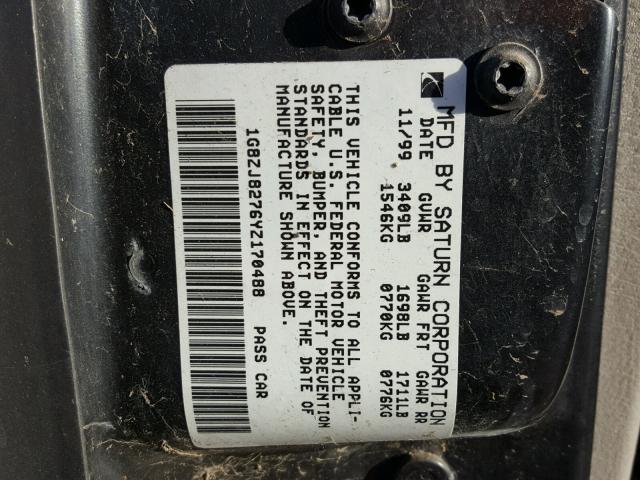 MFD BY SATURN CORPORATION
DATE GVWR GAWR FRT GAWR RR
11/99 3409LB 1698LB 1711LB
1546KG 0770KG 0776KG
THIS VEHICLE CONFORMS TO ALL APPLI-
CABLE U.S. FEDERAL MOTOR VEHICLE
SAFETY, BUMPER, AND THEFT PREVENTION
STANDARDS IN EFFECT ON THE DATE OF
MANUFACTURE SHOWN ABOVE.
1G8ZJ8276YZ170488 PASS CAR